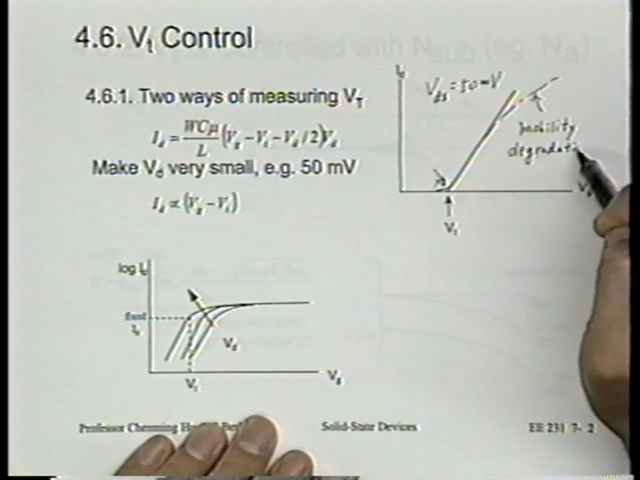 4.6. Vt Control
4.6.1. Two ways of measuring VT
Id = WCμ/L (Vg − Vt − Vd/2)Vd
Make Vd very small, e.g. 50 mV
Id ∝ (Vg − Vt)
Id
Vds = 50mV
mobility
degradati
Vt
log Id
fixed
Id
Vd
Vt
Vg
Professor Chenming Hu
Solid-State Devices
EE 231 7- 2